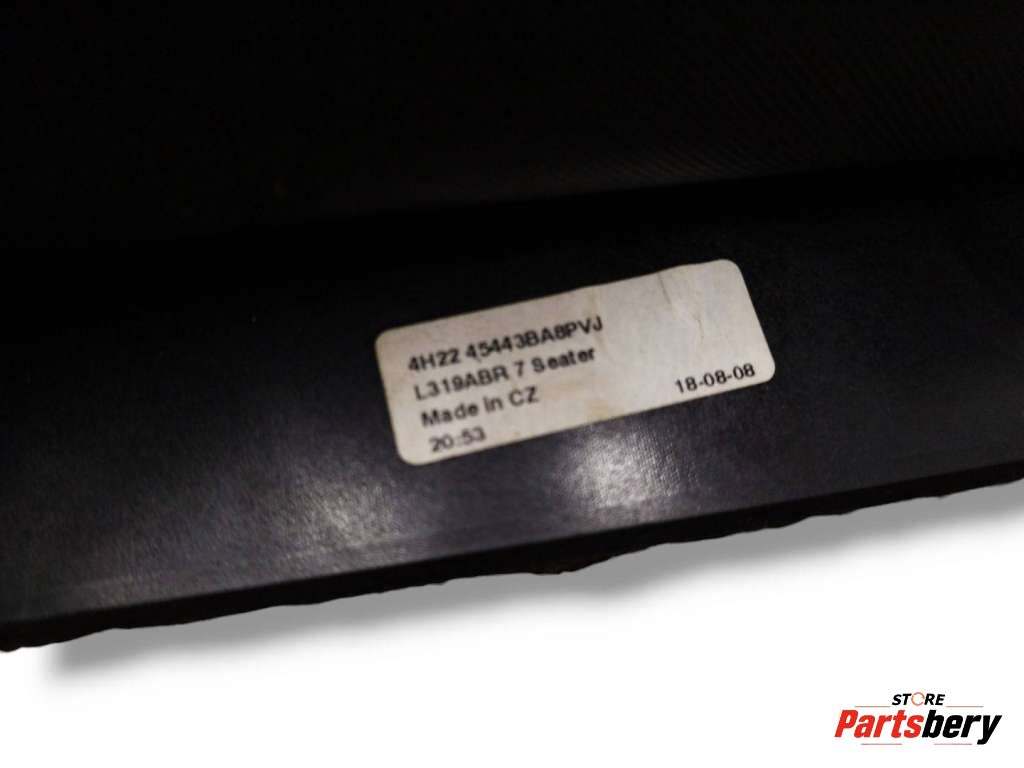 4H22 45443BA8PVJ
L319ABR 7 Seater
Made in CZ
20:53
18-08-08
STORE
Partsbery